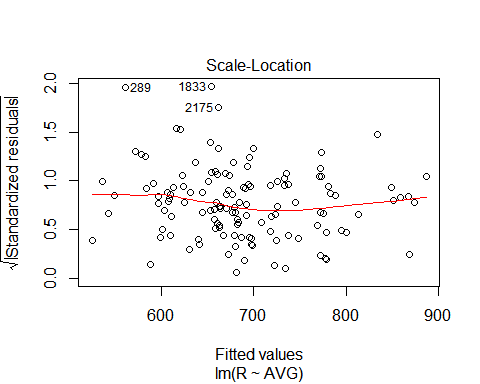 Scale-Location
√|Standardized residuals|
2.0
1.5
1.0
0.5
0.0
289
1833
2175
600 700 800 900
Fitted values
lm(R ~ AVG)